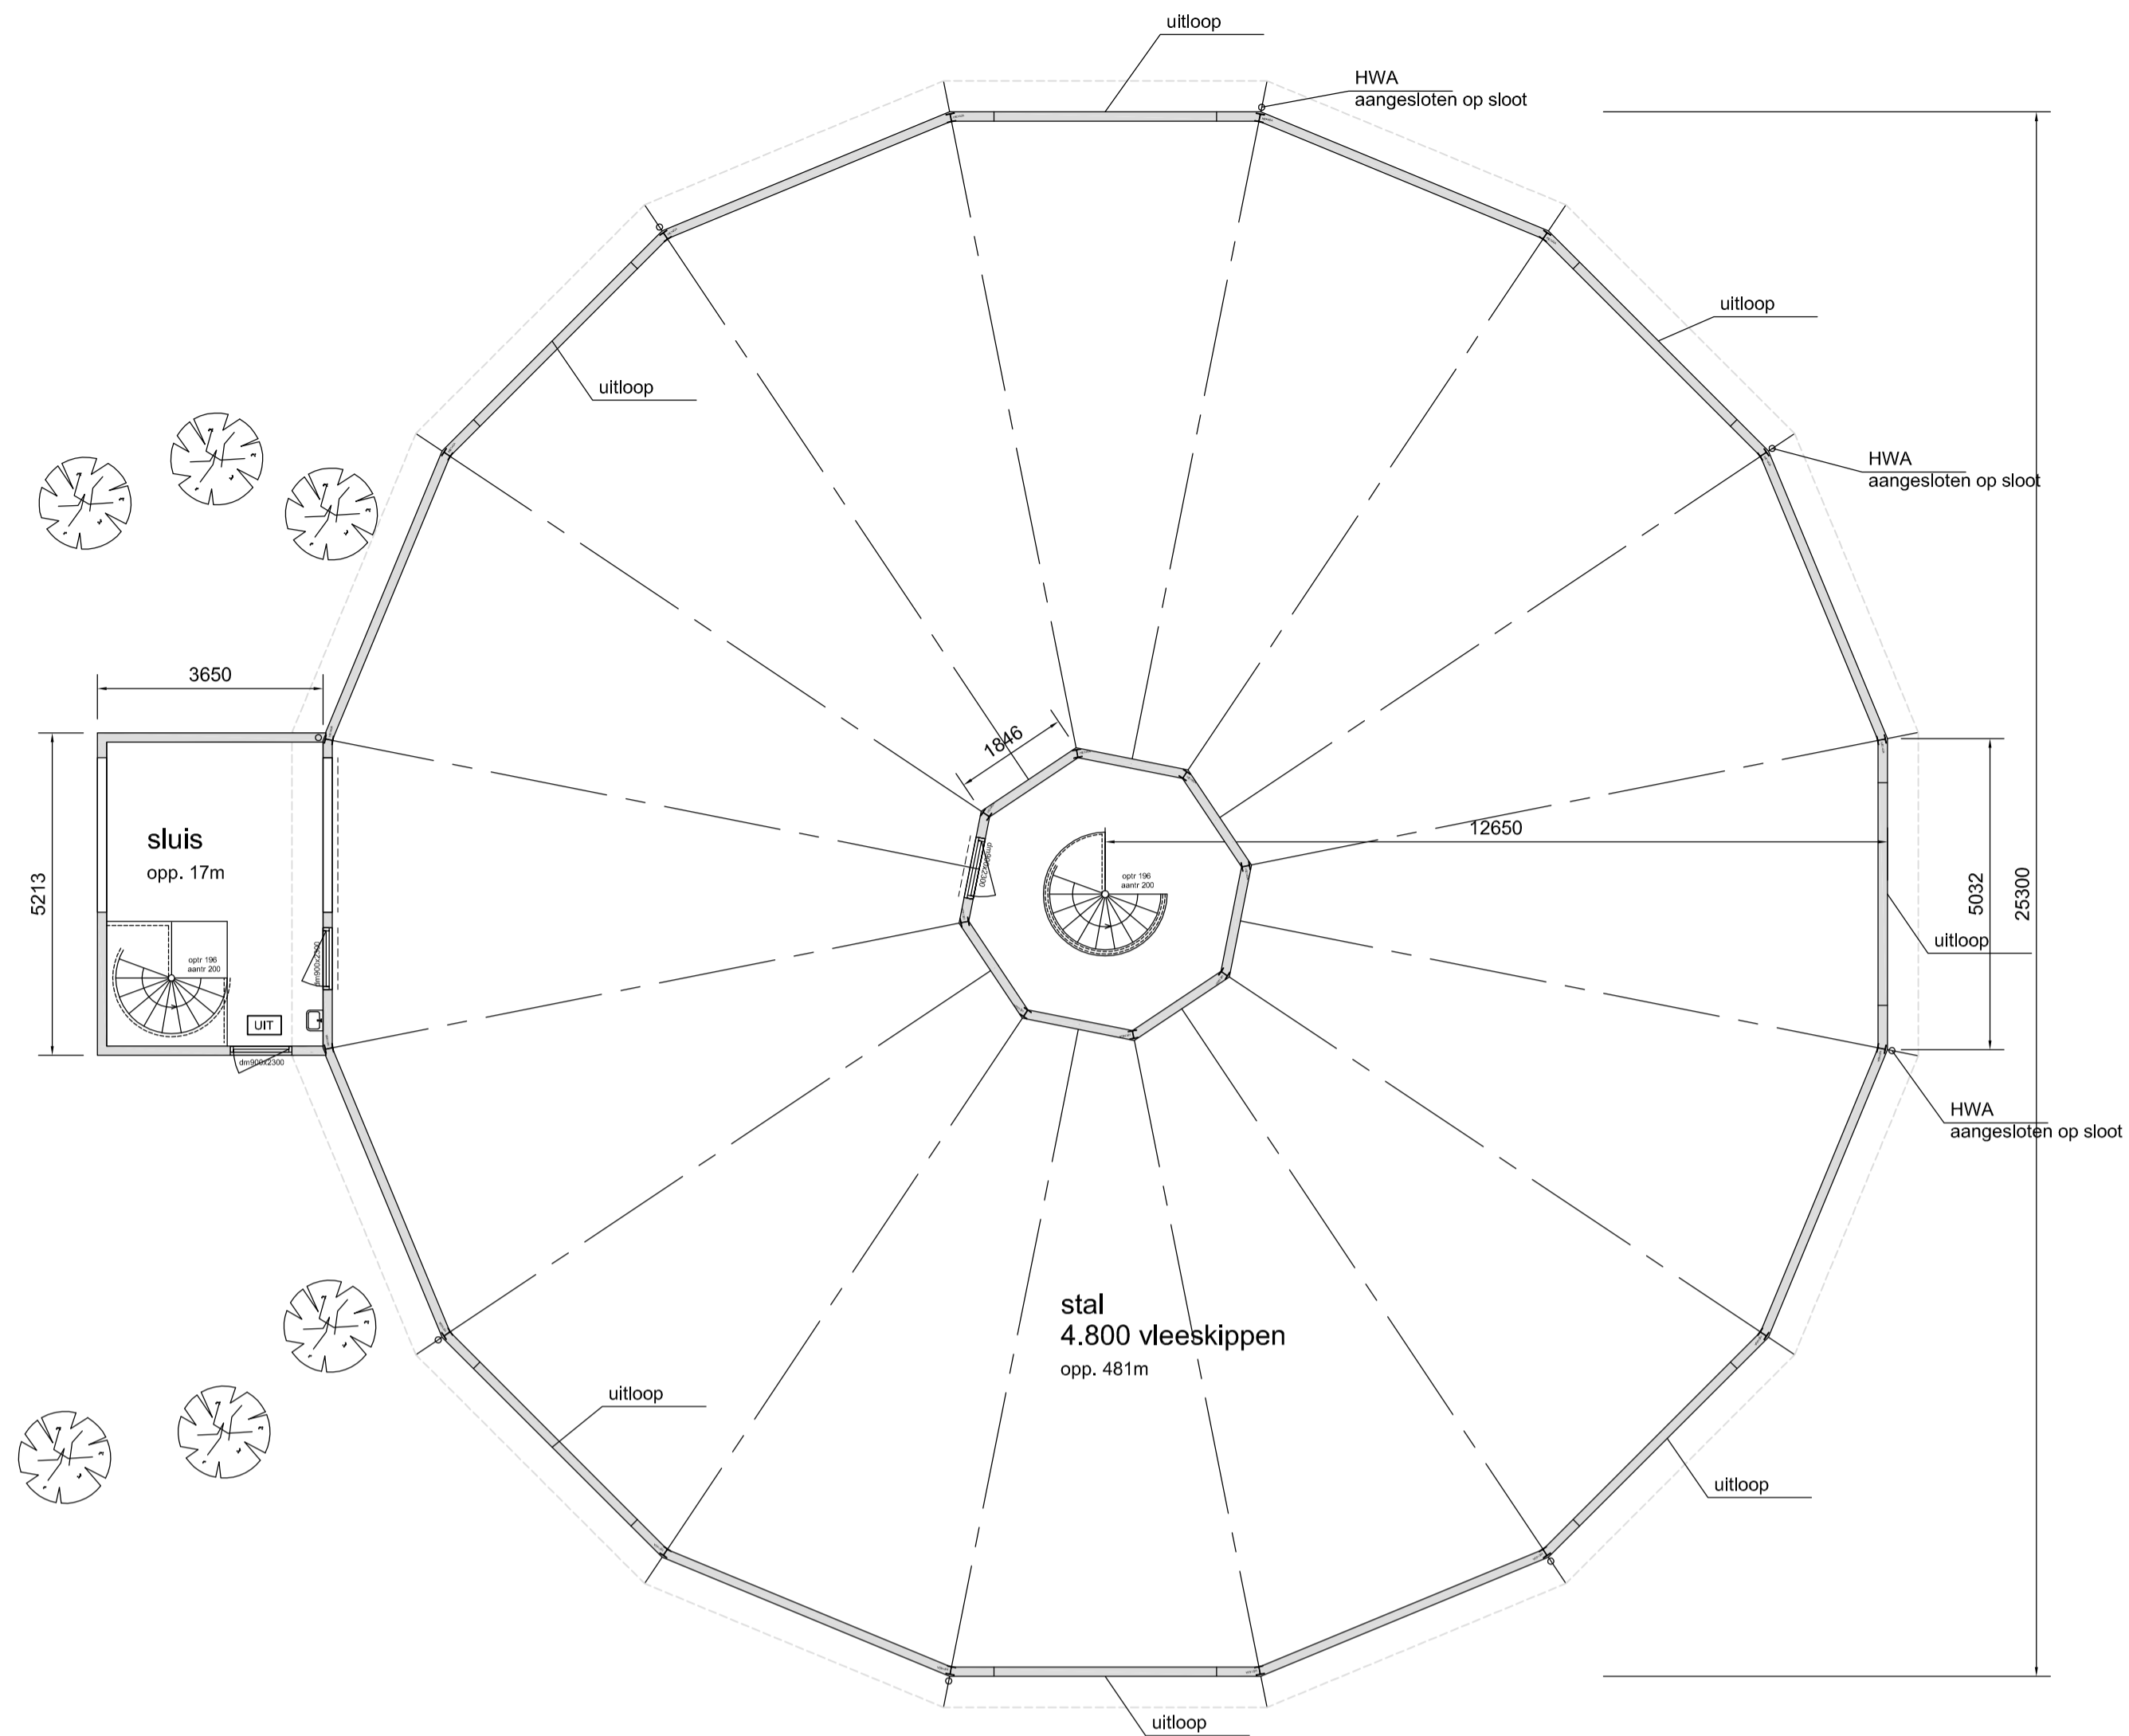 uitloop
HWA
aangesloten op sloot
uitloop
uitloop
HWA
aangesloten op sloot
3650
1846
sluis
opp. 17m
5213
12650
5032
25300
optr 196
aantr 200
dm900x2300
uitloop
optr 196
aantr 200
dm900x2300
UIT
dm900x2300
HWA
aangesloten op sloot
stal
4.800 vleeskippen
opp. 481m
uitloop
uitloop
uitloop